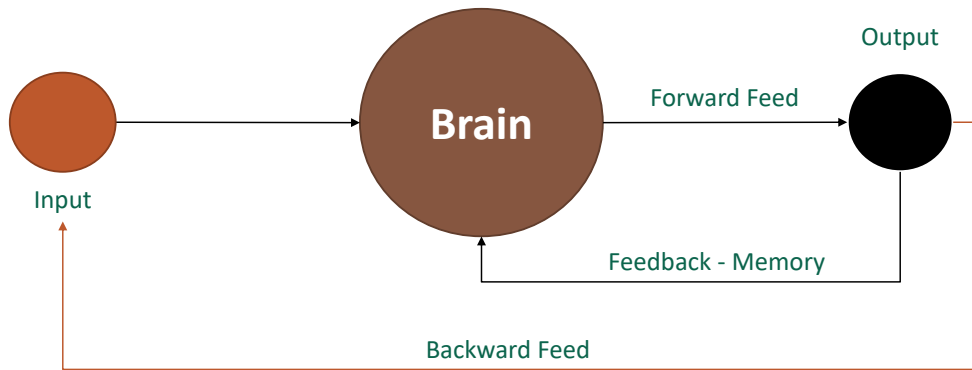 Output
Forward Feed
Brain
Input
Feedback - Memory
Backward Feed